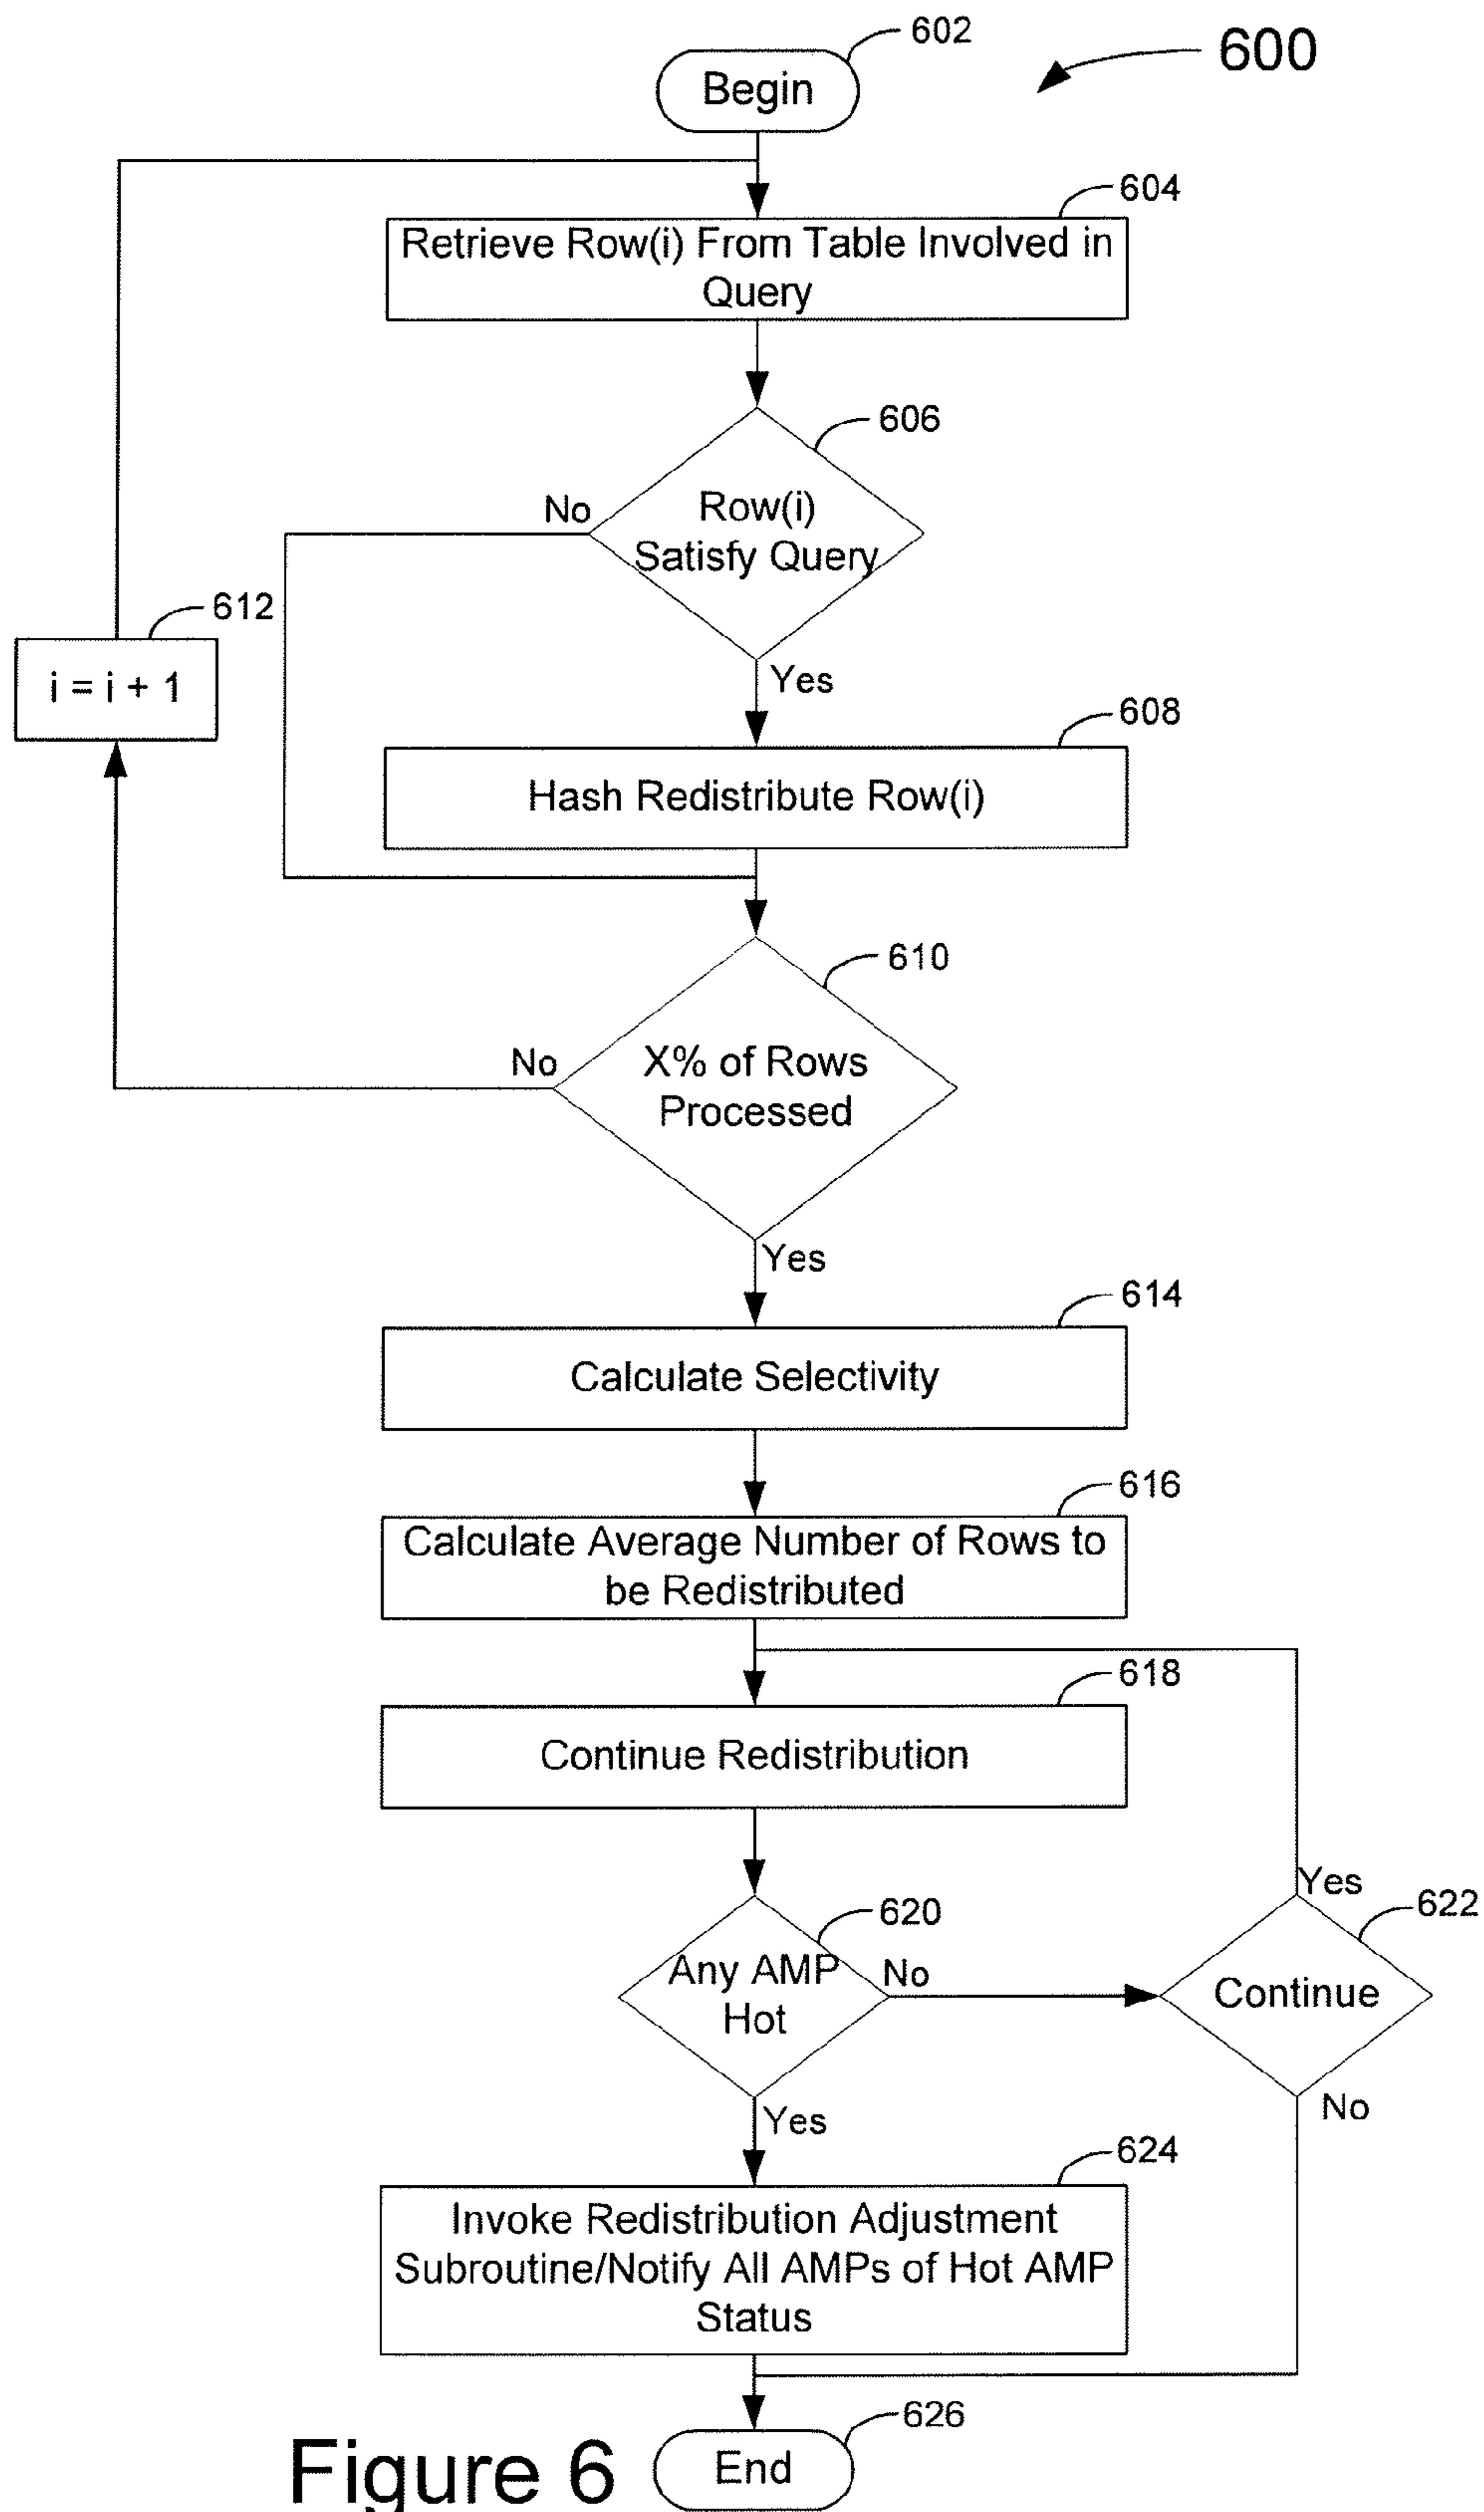 602
600
Begin
604
Retrieve Row(i) From Table Involved in
Query
606
No
Row(i)
Satisfy Query
612
i = i + 1
Yes
608
Hash Redistribute Row(i)
610
No
X% of Rows
Processed
Yes
614
Calculate Selectivity
616
Calculate Average Number of Rows to
be Redistributed
618
Continue Redistribution
Yes
622
620
Any AMP
Hot
No
Continue
Yes
No
624
Invoke Redistribution Adjustment
Subroutine/Notify All AMPs of Hot AMP
Status
626
End
Figure 6